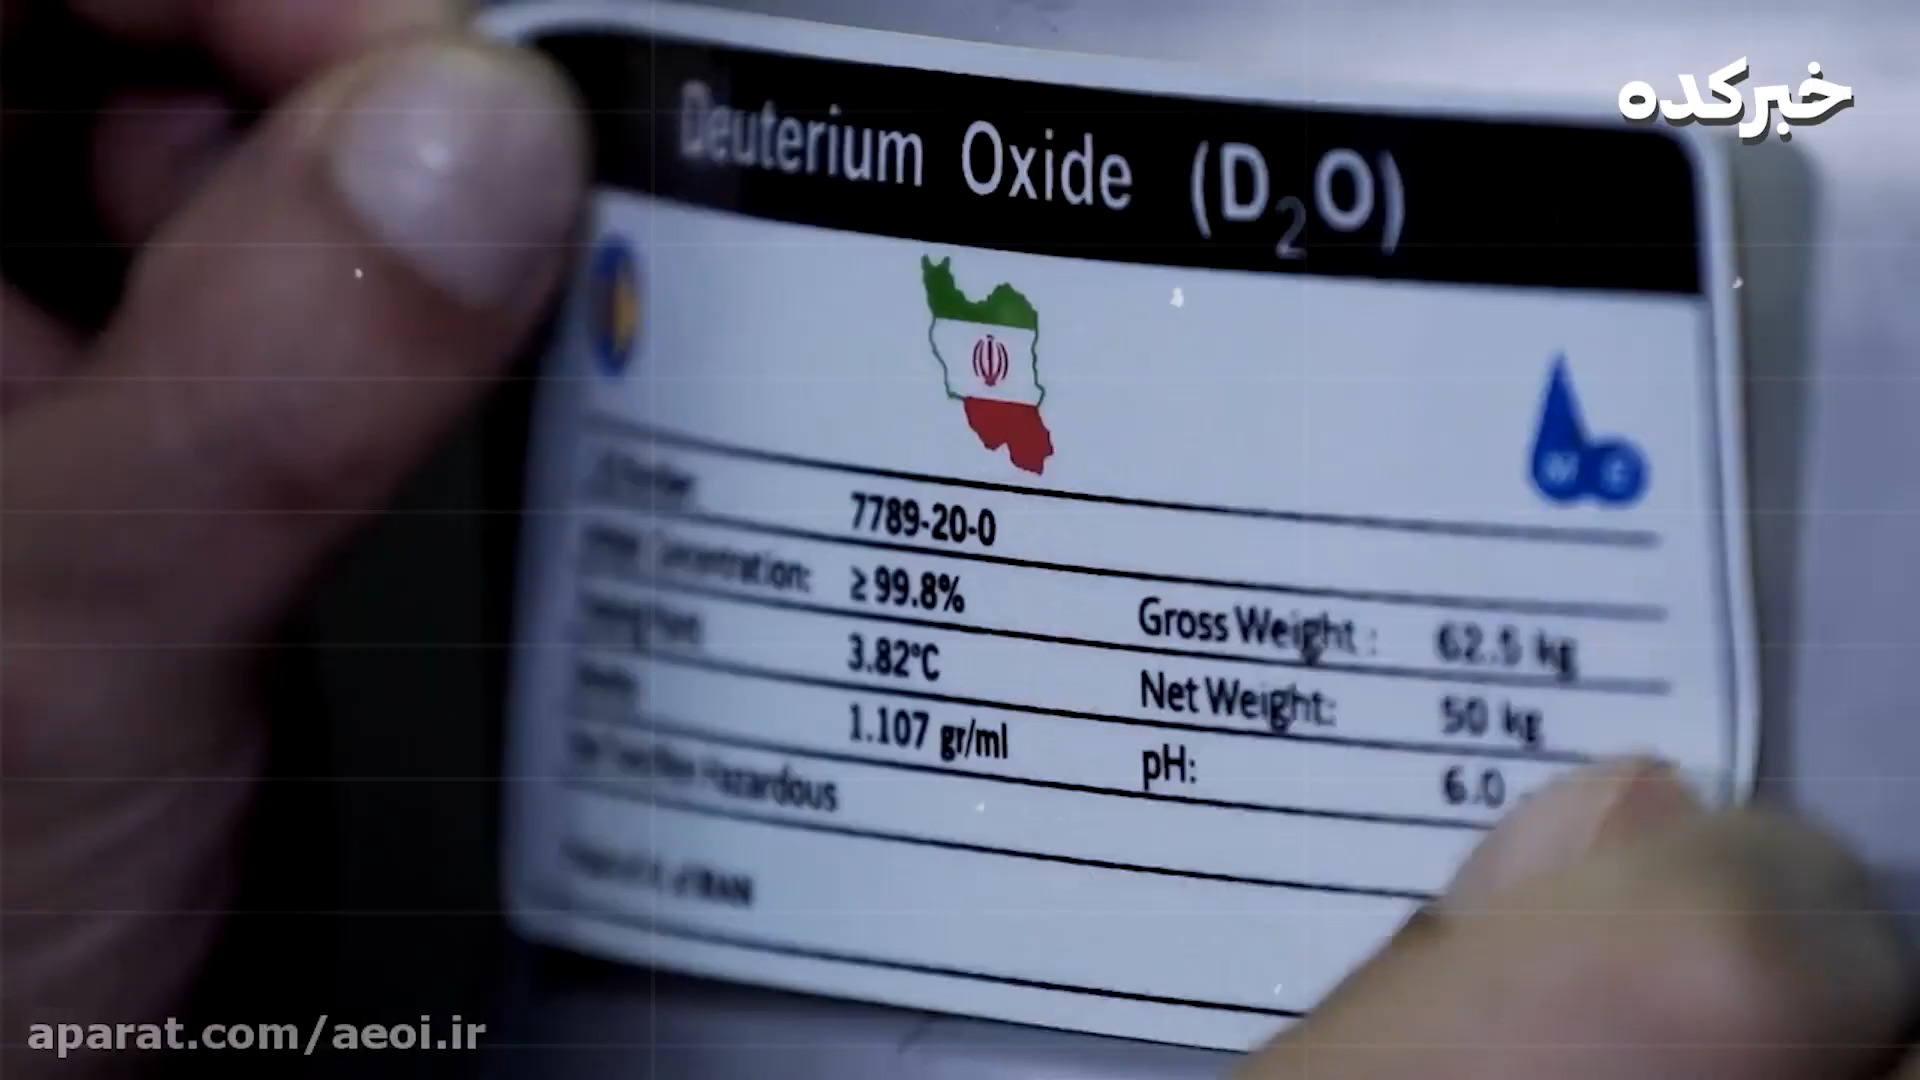 خبرکده
Deuterium Oxide (D₂O)
7789-20-0
≥ 99.8%
Gross Weight : 62.5 kg
3.82°C
Net Weight: 50 kg
1.107 gr/ml
pH: 6.0
Hazardous
IRAN
aparat.com/aeoi.ir